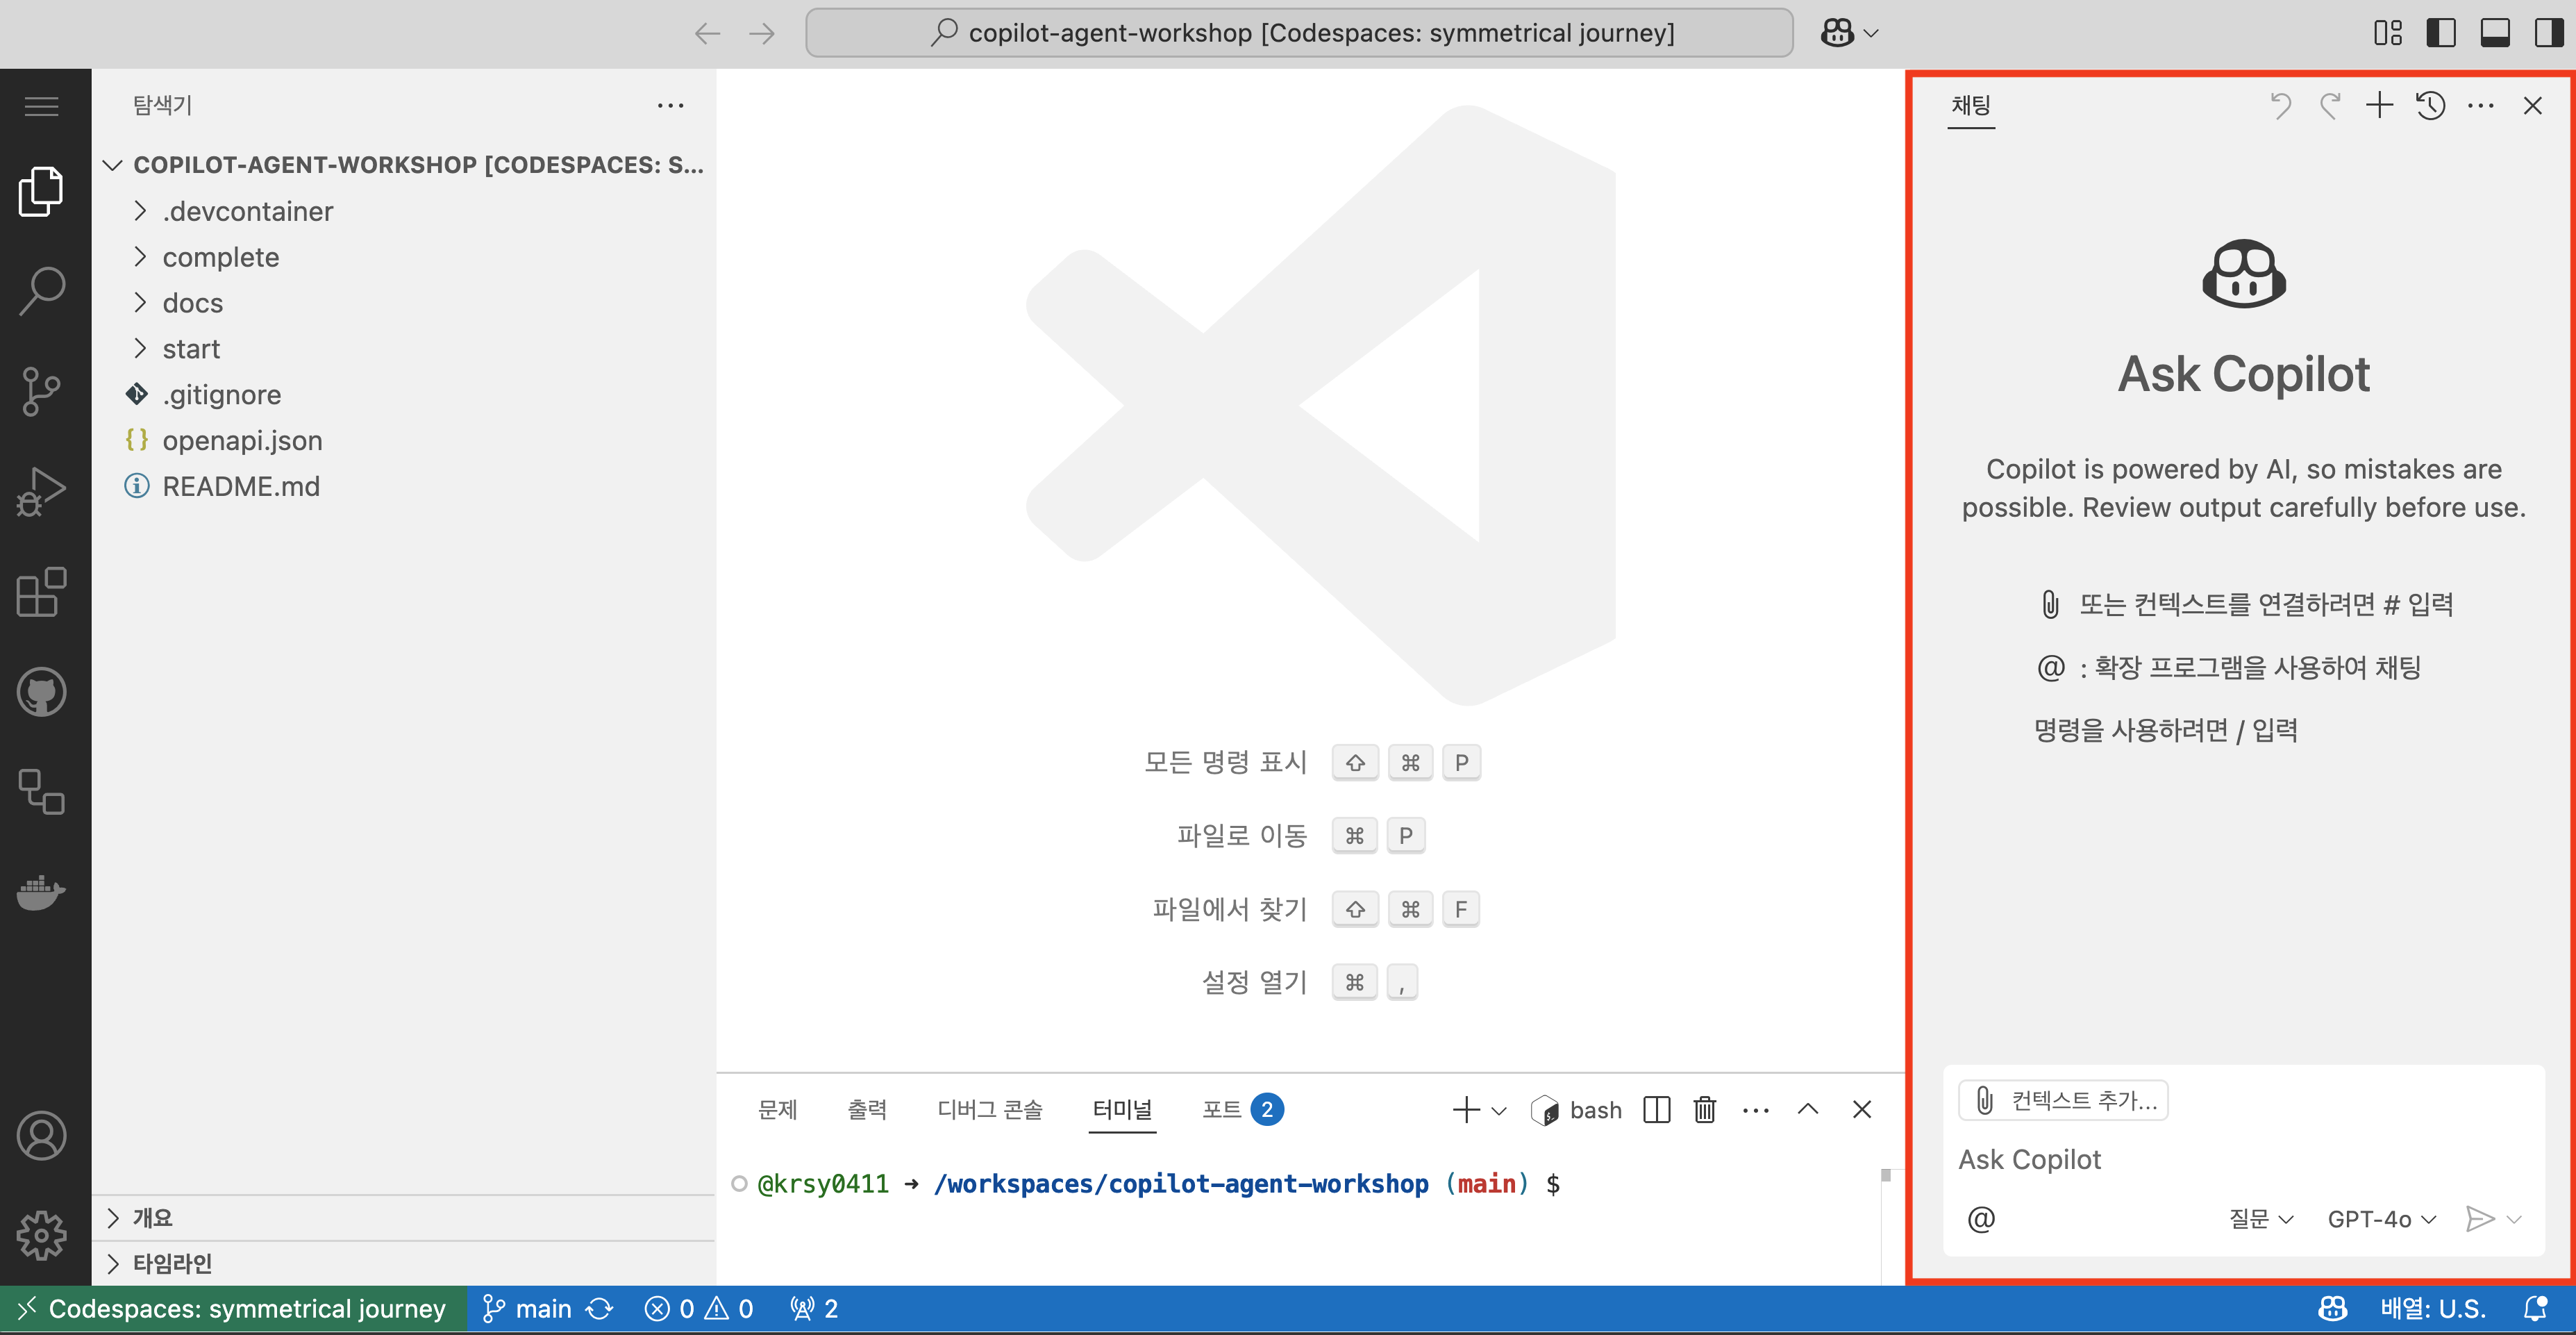 copilot-agent-workshop [Codespaces: symmetrical journey]
탐색기
COPILOT-AGENT-WORKSHOP [CODESPACES: S...
.devcontainer
complete
docs
start
.gitignore
{} openapi.json
README.md
개요
타임라인
모든 명령 표시 ⇧ ⌘ P
파일로 이동 ⌘ P
파일에서 찾기 ⇧ ⌘ F
설정 열기 ⌘ ,
문제 출력 디버그 콘솔 터미널 포트 2 bash
@krsy0411 → /workspaces/copilot-agent-workshop (main) $
채팅
Ask Copilot
Copilot is powered by AI, so mistakes are
possible. Review output carefully before use.
또는 컨텍스트를 연결하려면 # 입력
@ : 확장 프로그램을 사용하여 채팅
명령을 사용하려면 / 입력
컨텍스트 추가...
Ask Copilot
@ 질문 GPT-4o
Codespaces: symmetrical journey main 0 0 2 배열: U.S.